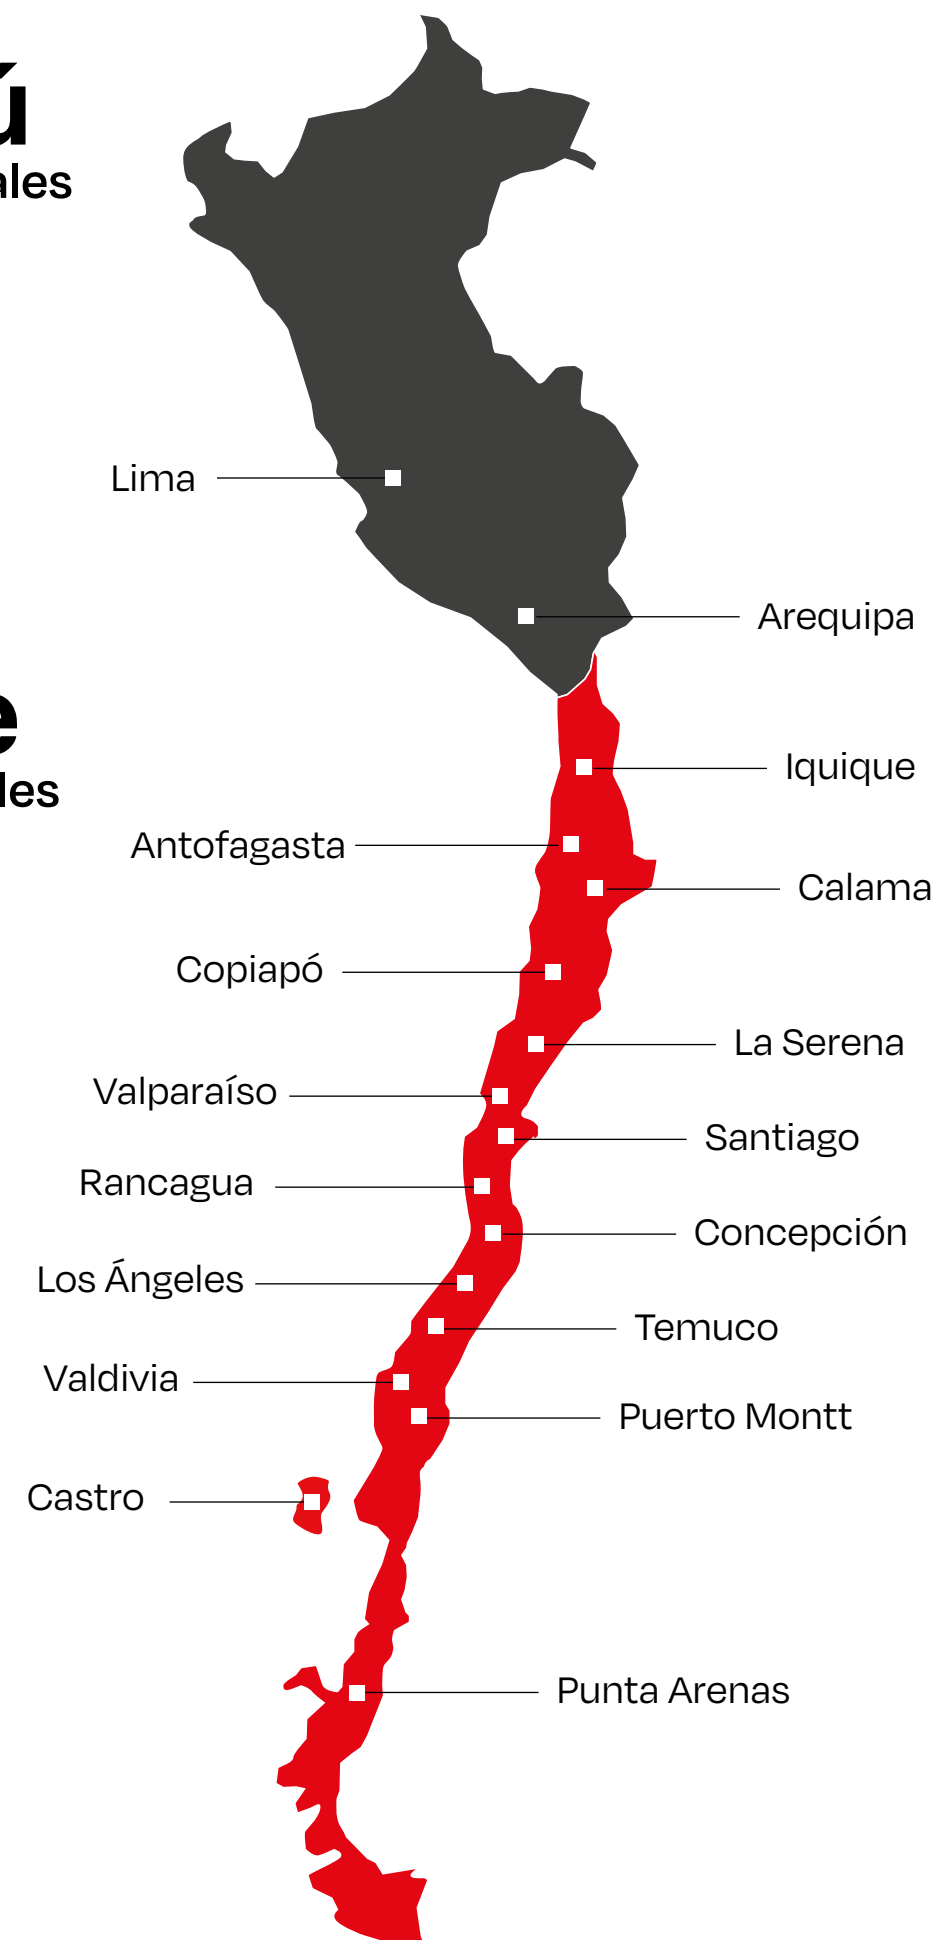 ú
ales
Lima
Arequipa
e
les
Iquique
Antofagasta
Calama
Copiapó
La Serena
Valparaíso
Santiago
Rancagua
Concepción
Los Ángeles
Temuco
Valdivia
Puerto Montt
Castro
Punta Arenas